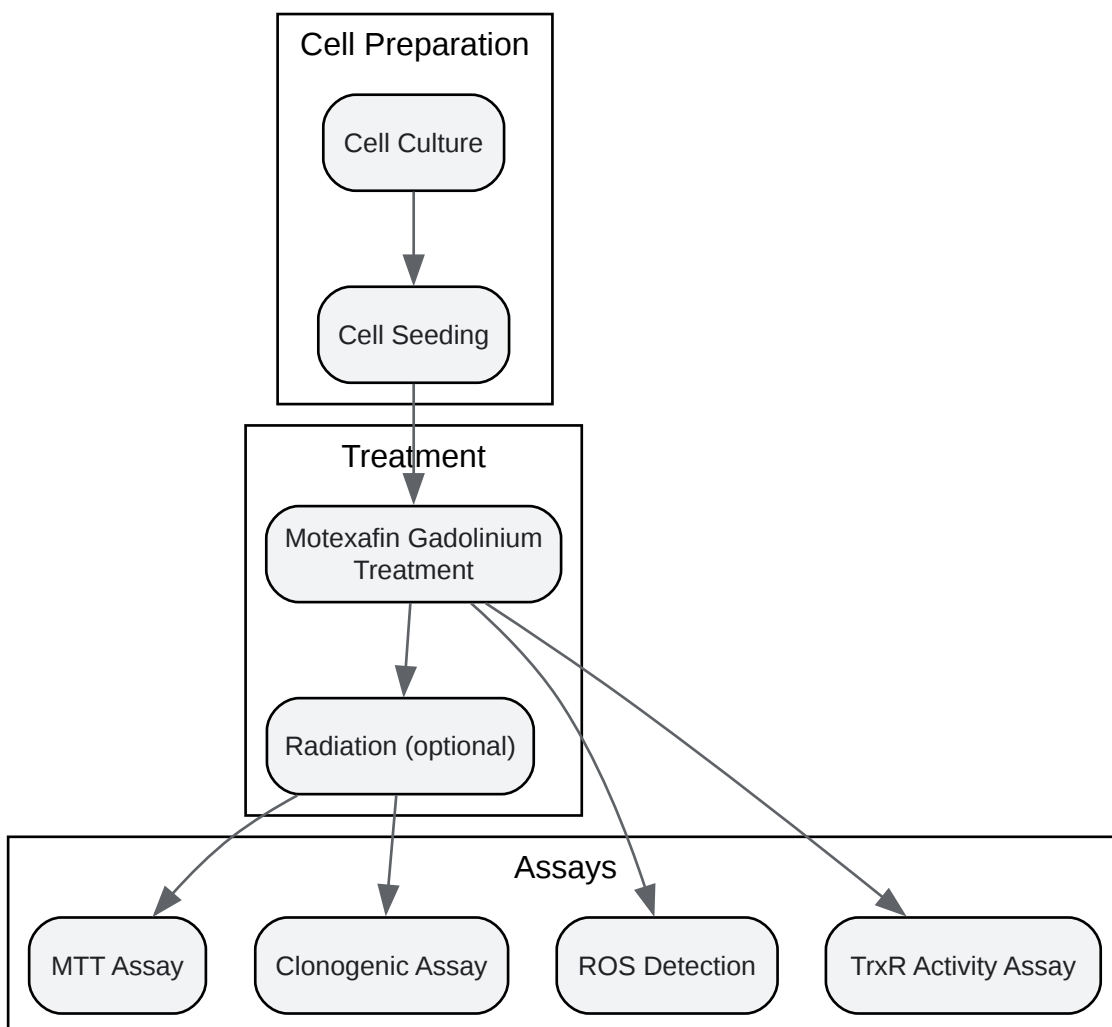 Cell Preparation
Cell Culture
Cell Seeding
Treatment
Motexafin Gadolinium
Treatment
Radiation (optional)
Assays
MTT Assay
Clonogenic Assay
ROS Detection
TrxR Activity Assay